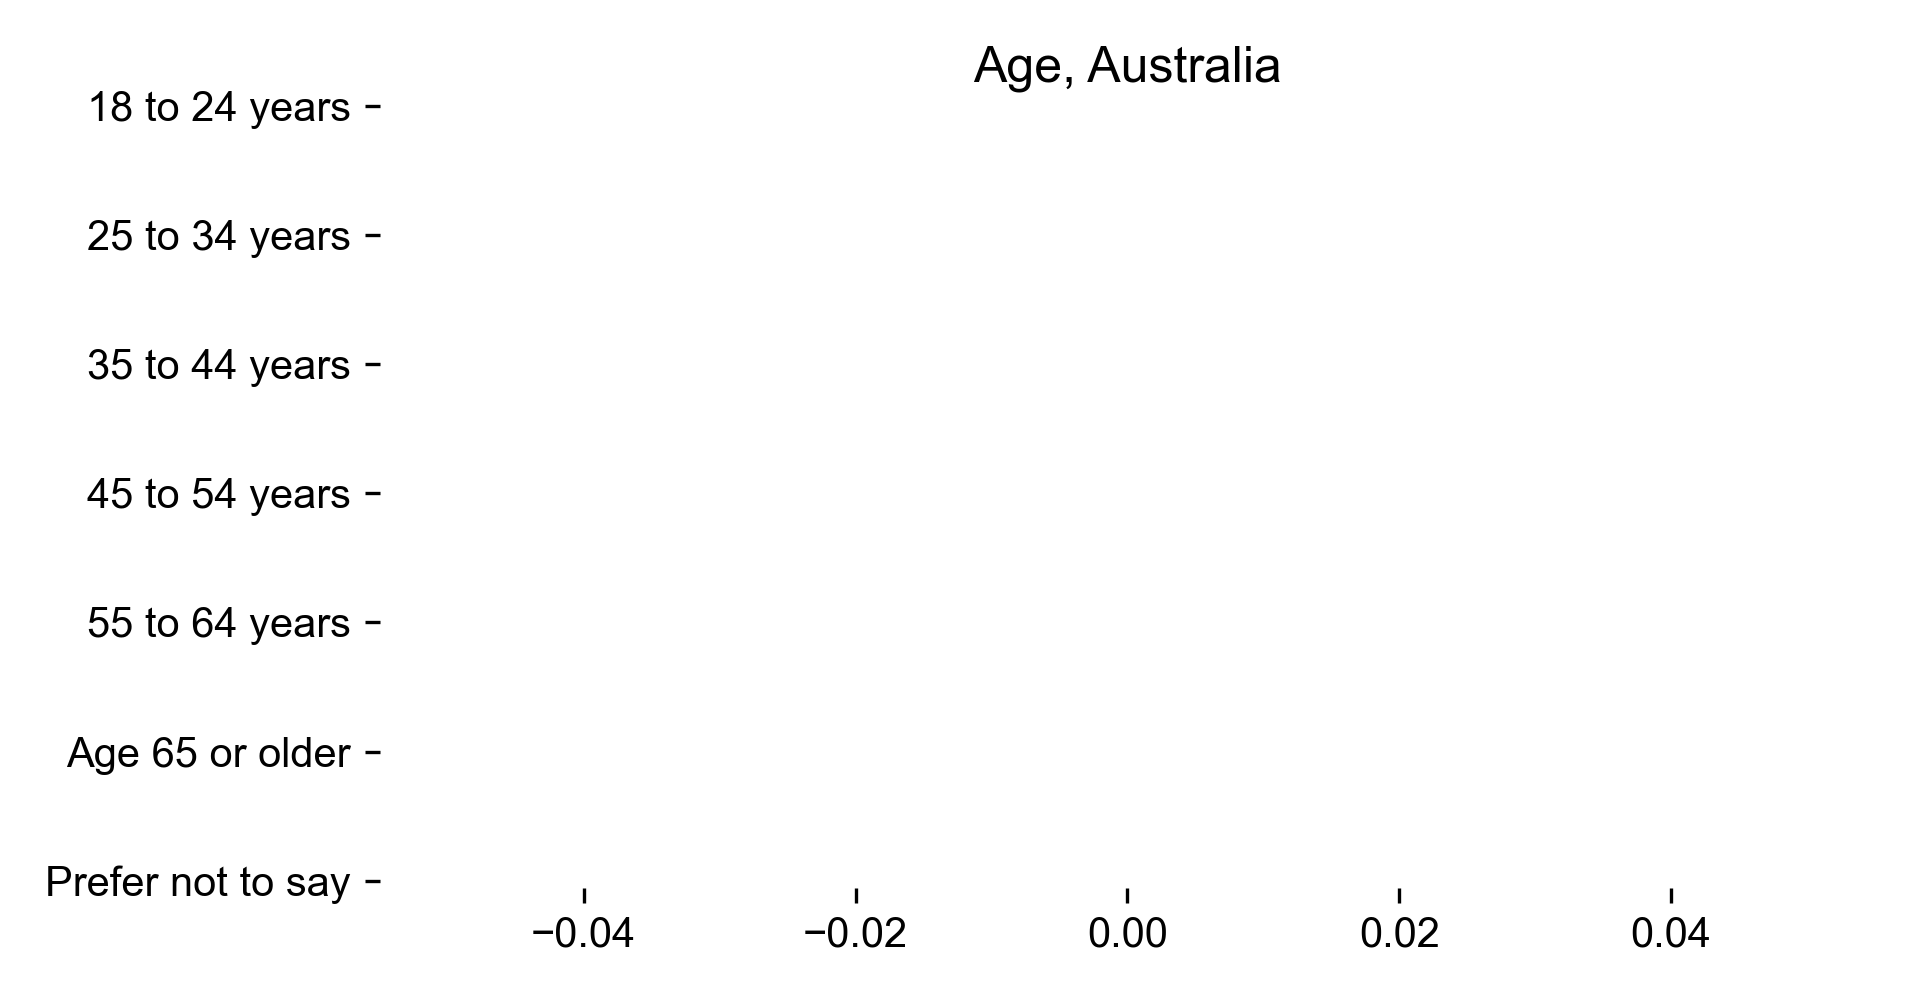 Age, Australia
18 to 24 years
25 to 34 years
35 to 44 years
45 to 54 years
55 to 64 years
Age 65 or older
Prefer not to say
−0.04 −0.02 0.00 0.02 0.04